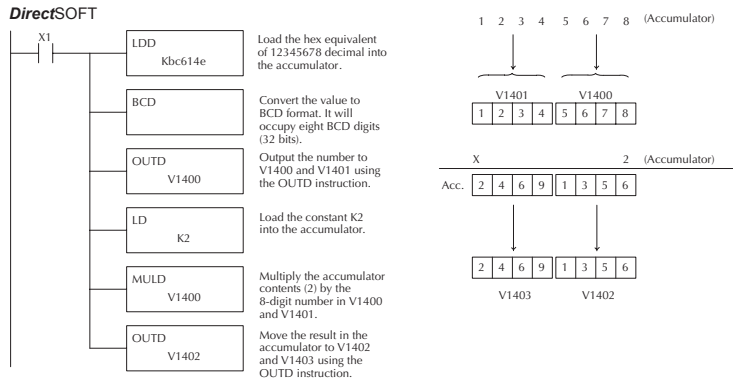 DirectSOFT
X1
LDD
Kbc614e
Load the hex equivalent
of 12345678 decimal into
the accumulator.
BCD
Convert the value to
BCD format. It will
occupy eight BCD digits
(32 bits).
OUTD
V1400
Output the number to
V1400 and V1401 using
the OUTD instruction.
LD
K2
Load the constant K2
into the accumulator.
MULD
V1400
Multiply the accumulator
contents (2) by the
8-digit number in V1400
and V1401.
OUTD
V1402
Move the result in the
accumulator to V1402
and V1403 using the
OUTD instruction.
1 2 3 4 5 6 7 8 (Accumulator)
V1401 V1400
1 2 3 4 5 6 7 8
X 2 (Accumulator)
Acc. 2 4 6 9 1 3 5 6
2 4 6 9 1 3 5 6
V1403 V1402